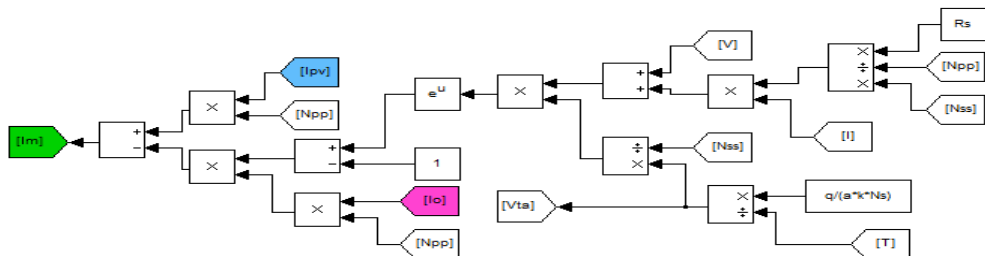 Rs
[V]
[Npp]
×
÷
×
[Ipv]
e^u
×
+
+
×
[Nss]
×
[Npp]
[I]
[Im]
+
−
×
+
−
1
÷
×
[Nss]
×
[Io]
[Vta]
×
÷
q/(a*k*Ns)
[Npp]
[T]